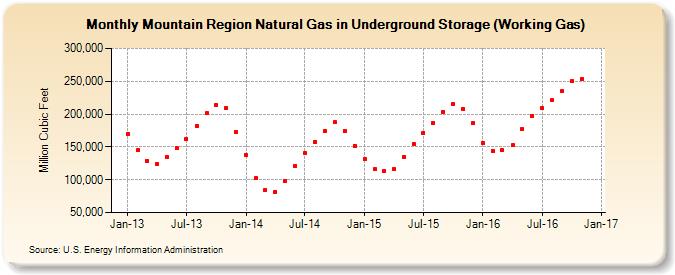 Monthly Mountain Region Natural Gas in Underground Storage (Working Gas)
Million Cubic Feet
300,000
250,000
200,000
150,000
100,000
50,000
Jan-13 Jul-13 Jan-14 Jul-14 Jan-15 Jul-15 Jan-16 Jul-16 Jan-17
Source: U.S. Energy Information Administration